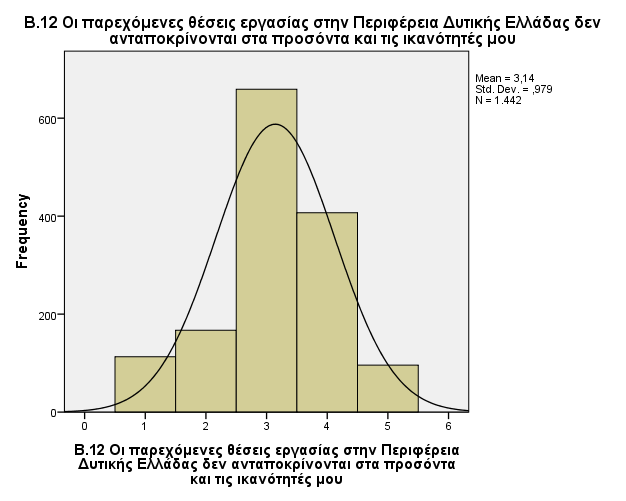 Β.12 Οι παρεχόμενες θέσεις εργασίας στην Περιφέρεια Δυτικής Ελλάδας δεν
ανταποκρίνονται στα προσόντα και τις ικανότητές μου
Mean = 3,14
Std. Dev. = ,979
N = 1.442
Frequency
600
400
200
0
0 1 2 3 4 5 6
Β.12 Οι παρεχόμενες θέσεις εργασίας στην Περιφέρεια
Δυτικής Ελλάδας δεν ανταποκρίνονται στα προσόντα
και τις ικανότητές μου